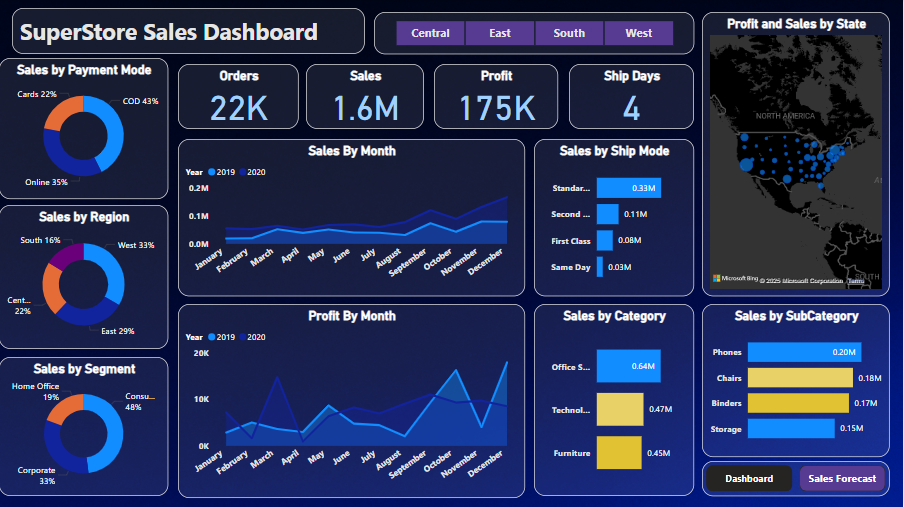 SuperStore Sales Dashboard
Central
East
South
West
Profit and Sales by State
NORTH AMERICA
SOUTH
Microsoft Bing
© 2025 Microsoft Corporation
Terms
Sales by Payment Mode
Cards 22%
COD 43%
Online 35%
Orders
22K
Sales
1.6M
Profit
175K
Ship Days
4
Sales By Month
Year 2019 2020
0.2M
0.1M
0.0M
January
February
March
April
May
June
July
August
September
October
November
December
Sales by Ship Mode
Standar...
0.33M
Second ...
0.11M
First Class
0.08M
Same Day
0.03M
Sales by Region
South 16%
West 33%
Cent...
22%
East 29%
Profit By Month
Year 2019 2020
20K
10K
0K
January
February
March
April
May
June
July
August
September
October
November
December
Sales by Category
Office S...
0.64M
Technol...
0.47M
Furniture
0.45M
Sales by SubCategory
Phones
0.20M
Chairs
0.18M
Binders
0.17M
Storage
0.15M
Sales by Segment
Home Office
19%
Consu...
48%
Corporate
33%
Dashboard
Sales Forecast